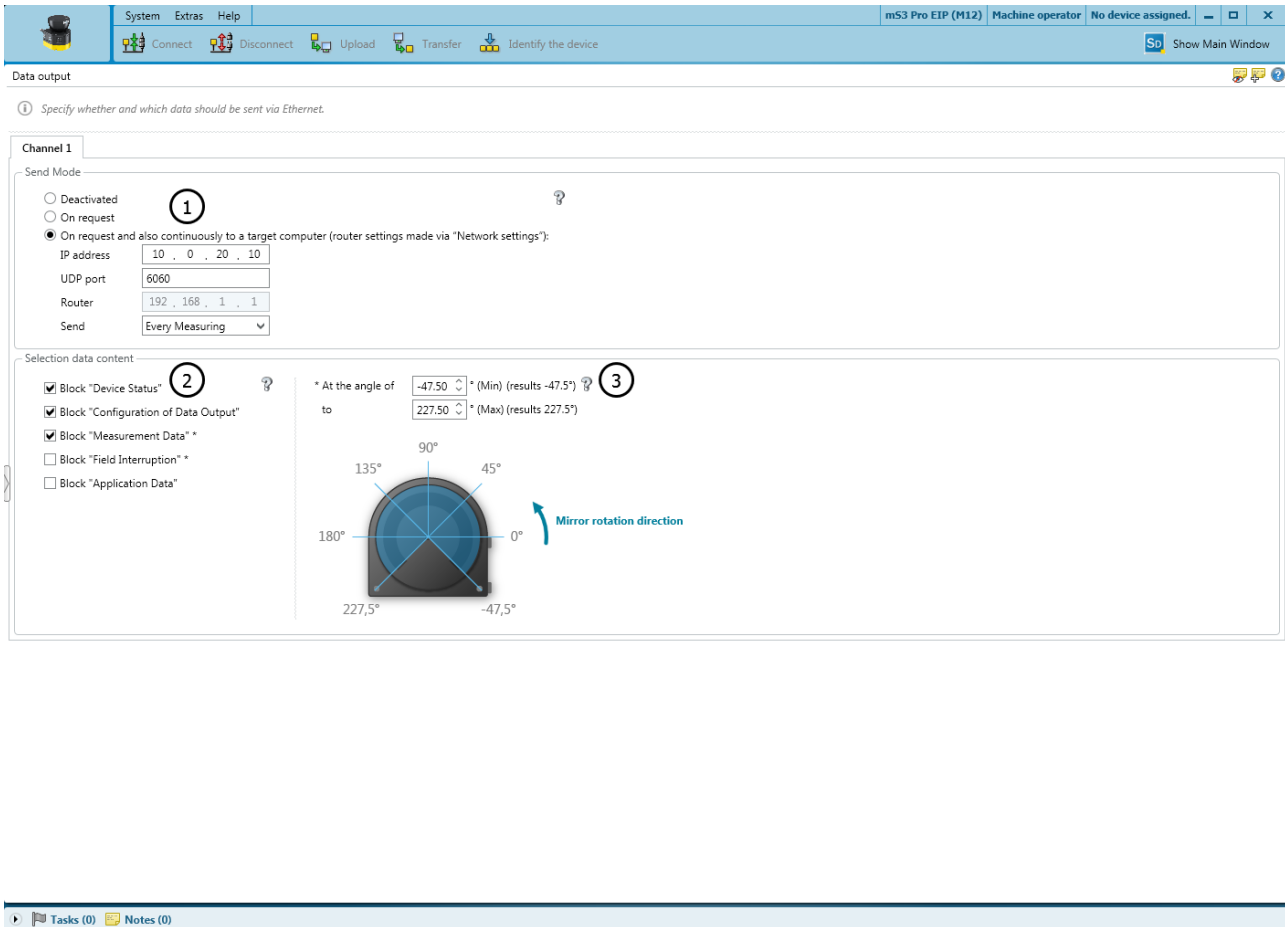 System Extras Help mS3 Pro EIP (M12) Machine operator No device assigned.
Connect Disconnect Upload Transfer Identify the device SD Show Main Window
Data output
Specify whether and which data should be sent via Ethernet.
Channel 1
Send Mode
Deactivated
1
On request
On request and also continuously to a target computer (router settings made via "Network settings"):
IP address 10 . 0 . 20 . 10
UDP port 6060
Router 192 . 168 . 1 . 1
Send Every Measuring
Selection data content
Block "Device Status" 2
Block "Configuration of Data Output"
Block "Measurement Data" *
Block "Field Interruption" *
Block "Application Data"
* At the angle of -47.50 ° (Min) (results -47.5°) 3
to 227.50 ° (Max) (results 227.5°)
90°
135° 45°
Mirror rotation direction
180° 0°
227,5° -47,5°
Tasks (0) Notes (0)